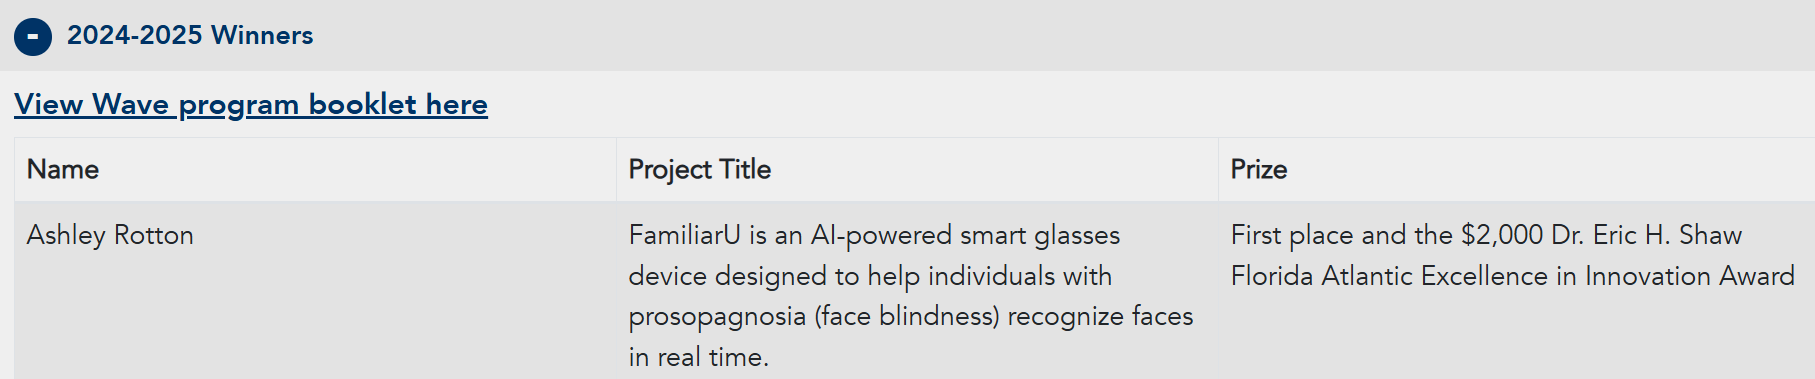 2024-2025 Winners
View Wave program booklet here
Name
Project Title
Prize
Ashley Rotton
FamiliarU is an AI-powered smart glasses
device designed to help individuals with
prosopagnosia (face blindness) recognize faces
in real time.
First place and the $2,000 Dr. Eric H. Shaw
Florida Atlantic Excellence in Innovation Award